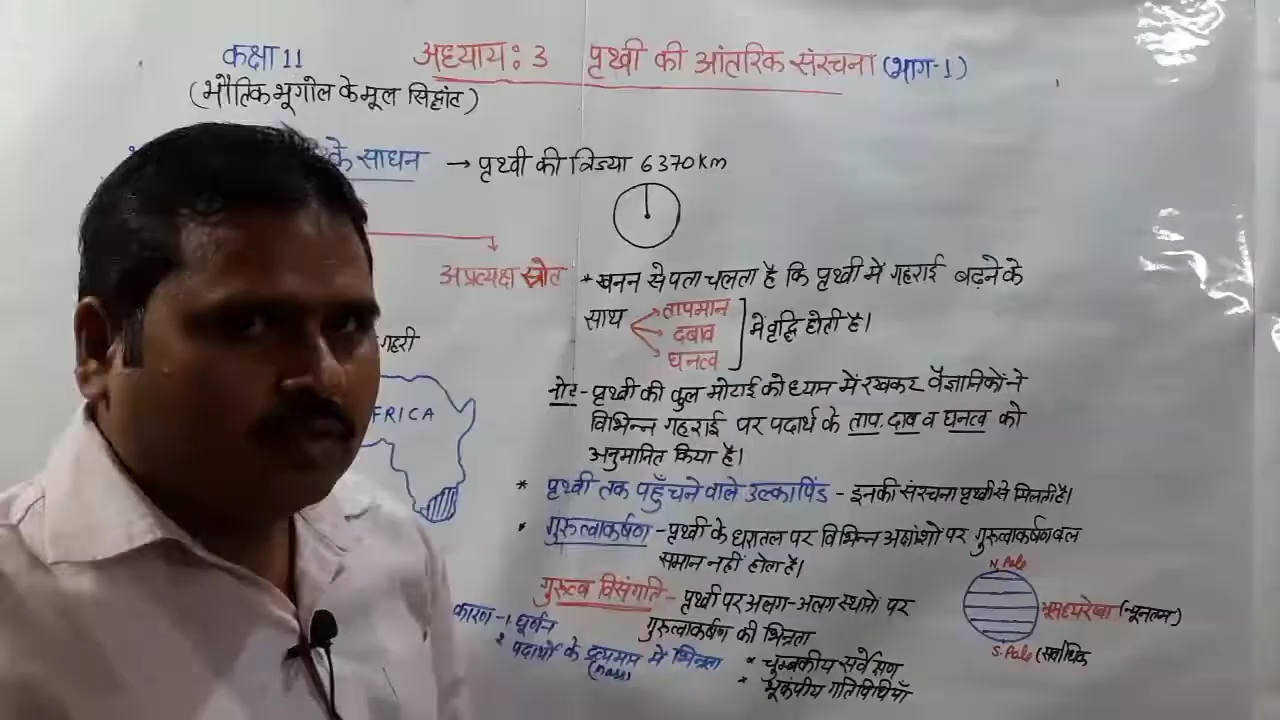 कक्षा 11
अध्याय: 3 पृथ्वी की आंतरिक संरचना (भाग-1)
(भौतिक भूगोल के मूल सिद्धांत)
के साधन → पृथ्वी की त्रिज्या 6370 km
अप्रत्यक्ष स्रोत
* खनन से पता चलता है कि पृथ्वी में गहराई बढ़ने के
साथ
तापमान
दबाव
घनत्व
में वृद्धि होती है।
गहरी
FRICA
नोट - पृथ्वी की कुल मोटाई को ध्यान में रखकर वैज्ञानिकों ने
विभिन्न गहराई पर पदार्थ के ताप, दाब व घनत्व को
अनुमानित किया है।
* पृथ्वी तक पहुँचने वाले उल्कापिंड - इनकी संरचना पृथ्वी से मिलती है।
* गुरुत्वाकर्षण - पृथ्वी के धरातल पर विभिन्न अक्षांशों पर गुरुत्वाकर्षण बल
समान नहीं होता है।
गुरुत्व विसंगति - पृथ्वी पर अलग-अलग स्थानों पर
गुरुत्वाकर्षण की भिन्नता
कारण - * घूर्णन
* पदार्थों के द्रव्यमान में भिन्नता
(mass)
* चुम्बकीय सर्वेक्षण
* भूकंपीय गतिविधियाँ
N. Pole
भूमध्यरेखा (न्यूनतम)
S. Pole (सर्वाधिक